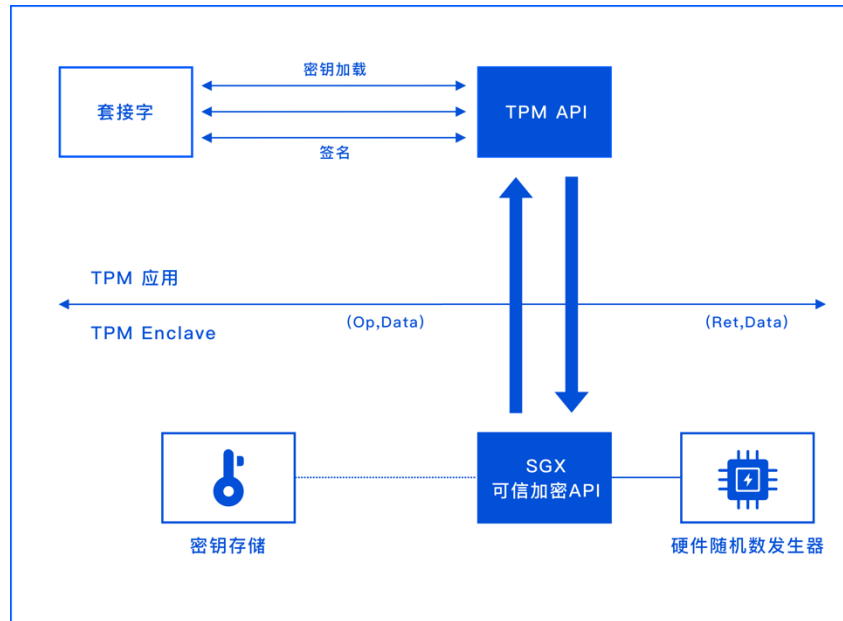 密钥加载
套接字
TPM API
签名
TPM 应用
(Op,Data)
(Ret,Data)
TPM Enclave
SGX
可信加密API
密钥存储
硬件随机数发生器